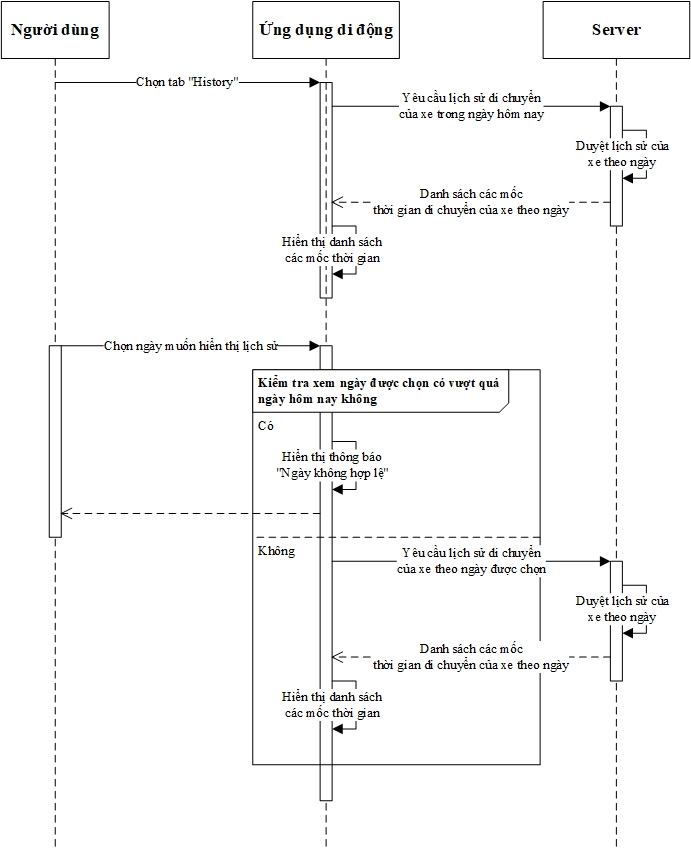 Người dùng
Ứng dụng di động
Server
Chọn tab "History"
Yêu cầu lịch sử di chuyển
của xe trong ngày hôm nay
Duyệt lịch sử của
xe theo ngày
Danh sách các mốc
thời gian di chuyển của xe theo ngày
Hiển thị danh sách
các mốc thời gian
Chọn ngày muốn hiển thị lịch sử
Kiểm tra xem ngày được chọn có vượt quá
ngày hôm nay không
Có
Hiển thị thông báo
"Ngày không hợp lệ"
Không
Yêu cầu lịch sử di chuyển
của xe theo ngày được chọn
Duyệt lịch sử của
xe theo ngày
Danh sách các mốc
thời gian di chuyển của xe theo ngày
Hiển thị danh sách
các mốc thời gian